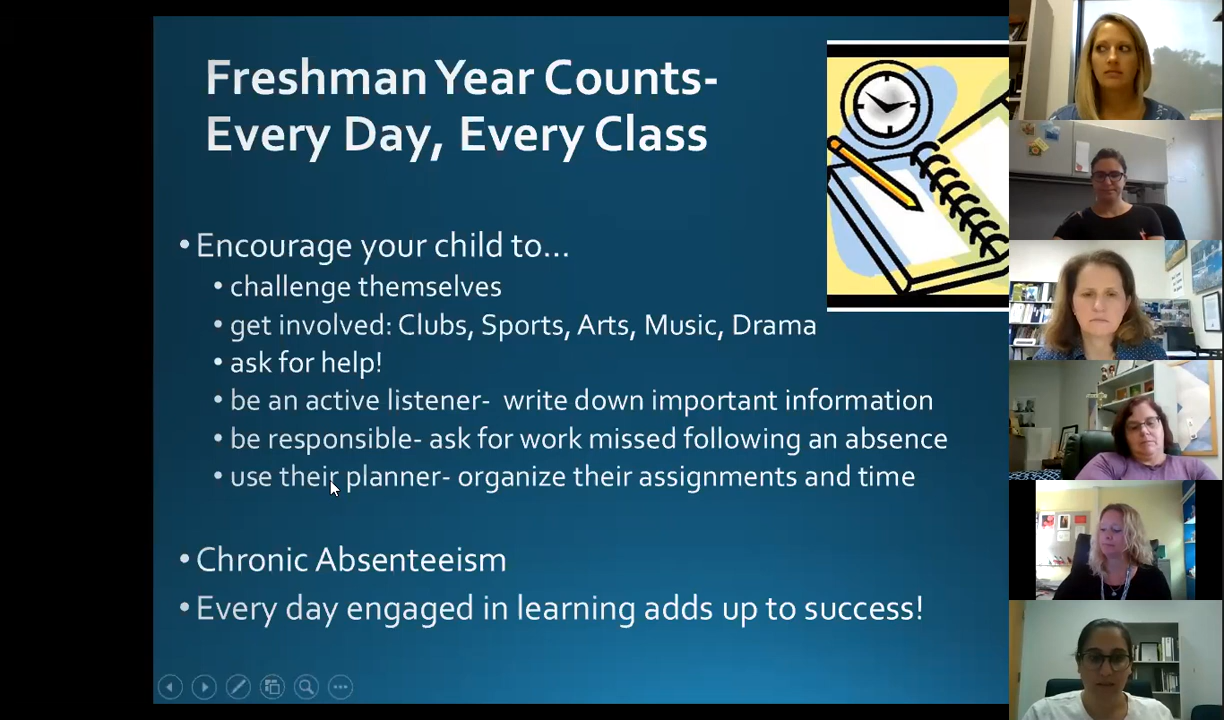 Freshman Year Counts-
Every Day, Every Class
• Encourage your child to...
• challenge themselves
• get involved: Clubs, Sports, Arts, Music, Drama
• ask for help!
• be an active listener-  write down important information
• be responsible- ask for work missed following an absence
• use their planner- organize their assignments and time
• Chronic Absenteeism
• Every day engaged in learning adds up to success!